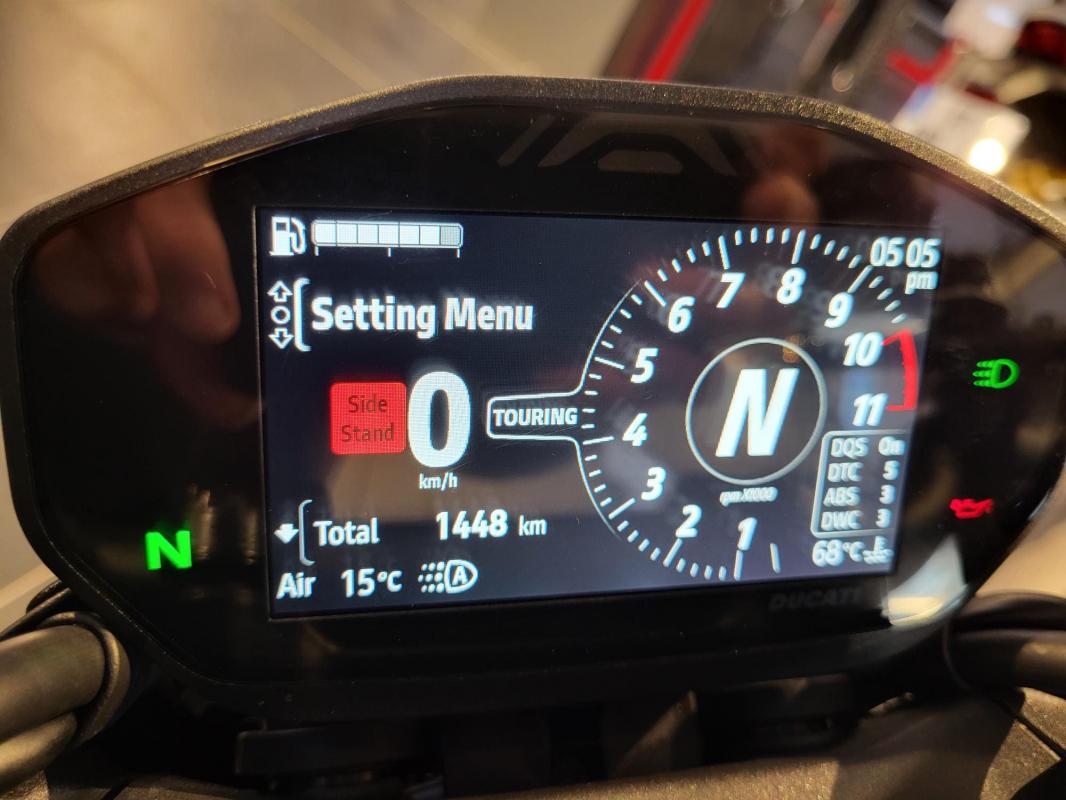 05 05
pm
Setting Menu
Side
Stand
0
km/h
TOURING
N
rpm X1000
1
2
3
4
5
6
7
8
9
10
11
DQS On
DTC 5
ABS 3
DWC 3
Total 1448 km
68°C
Air 15°C
A
N
DUCATI